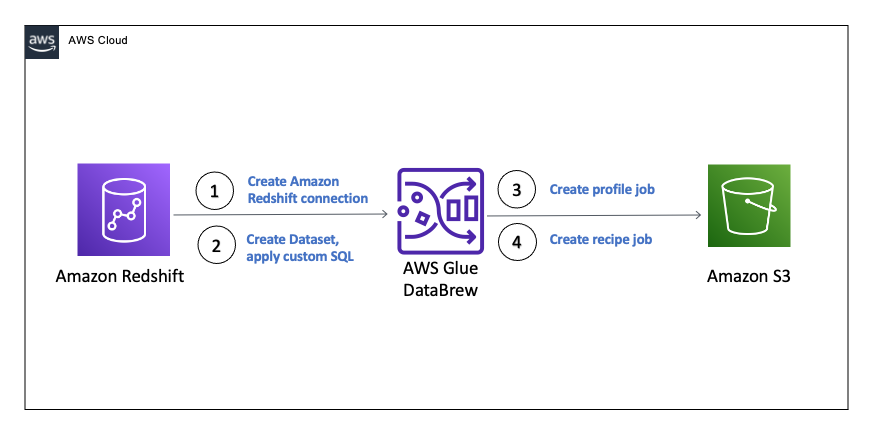 aws
AWS Cloud
1
Create Amazon
Redshift connection
2
Create Dataset,
apply custom SQL
3
Create profile job
4
Create recipe job
Amazon Redshift
AWS Glue
DataBrew
Amazon S3